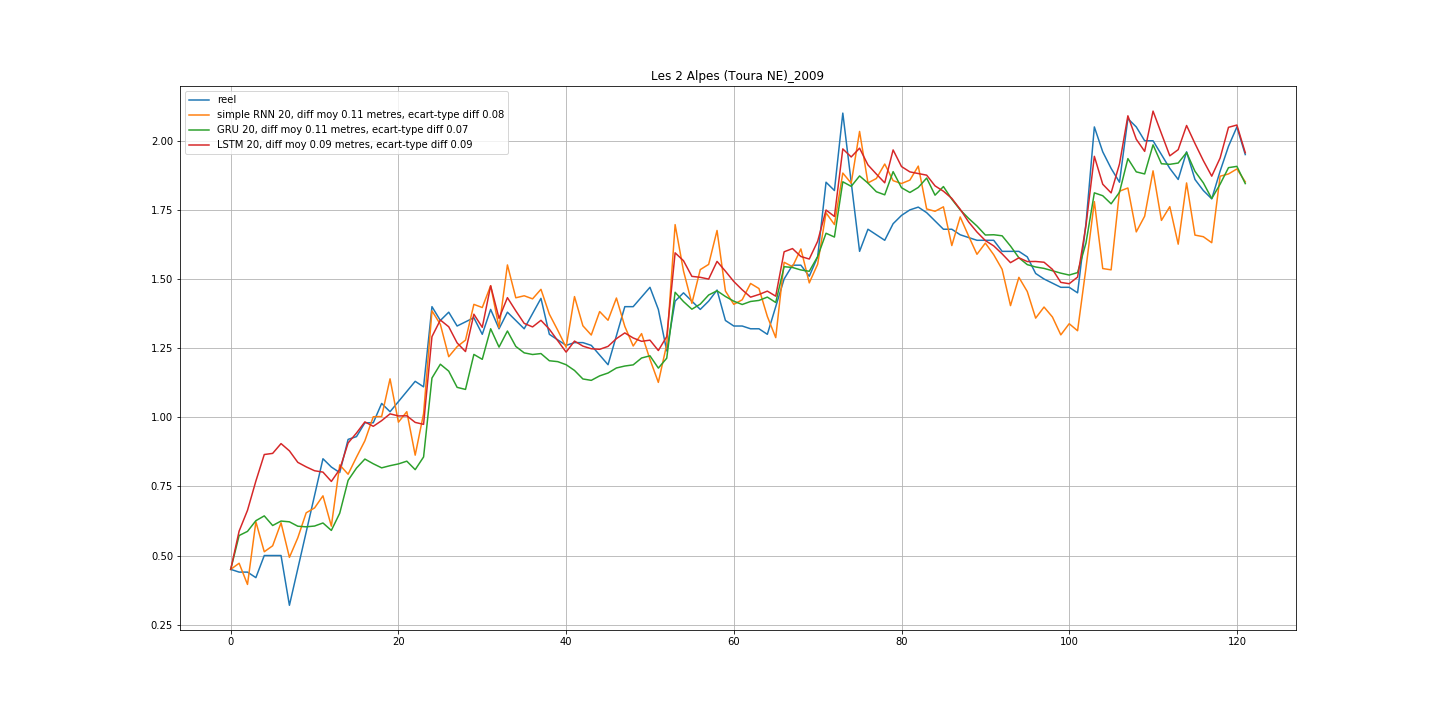 Les 2 Alpes (Toura NE)_2009
reel
simple RNN 20, diff moy 0.11 metres, ecart-type diff 0.08
GRU 20, diff moy 0.11 metres, ecart-type diff 0.07
LSTM 20, diff moy 0.09 metres, ecart-type diff 0.09
2.00
1.75
1.50
1.25
1.00
0.75
0.50
0.25
0 20 40 60 80 100 120